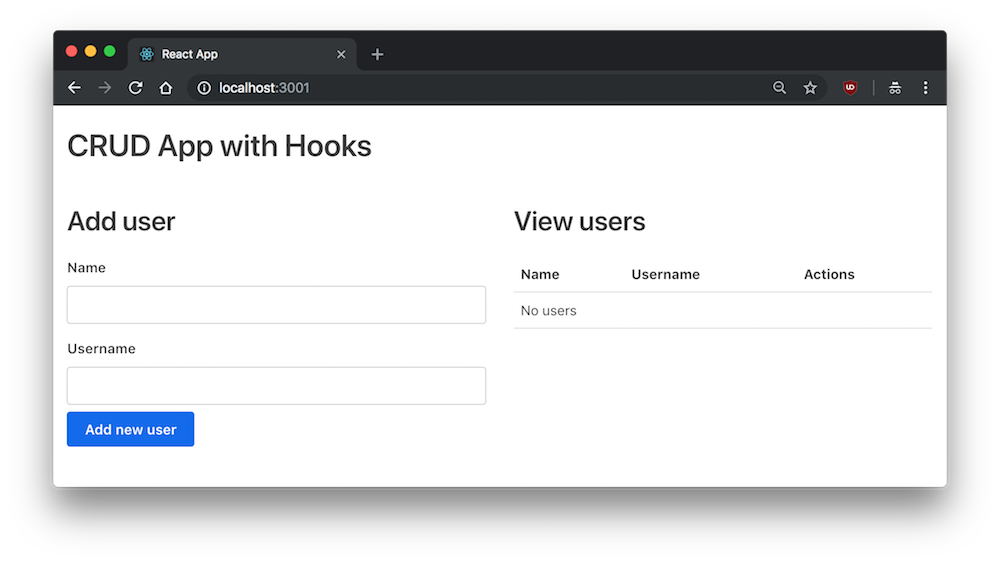 React App
localhost:3001
CRUD App with Hooks
Add user
Name
Username
Add new user
View users
Name Username Actions
No users